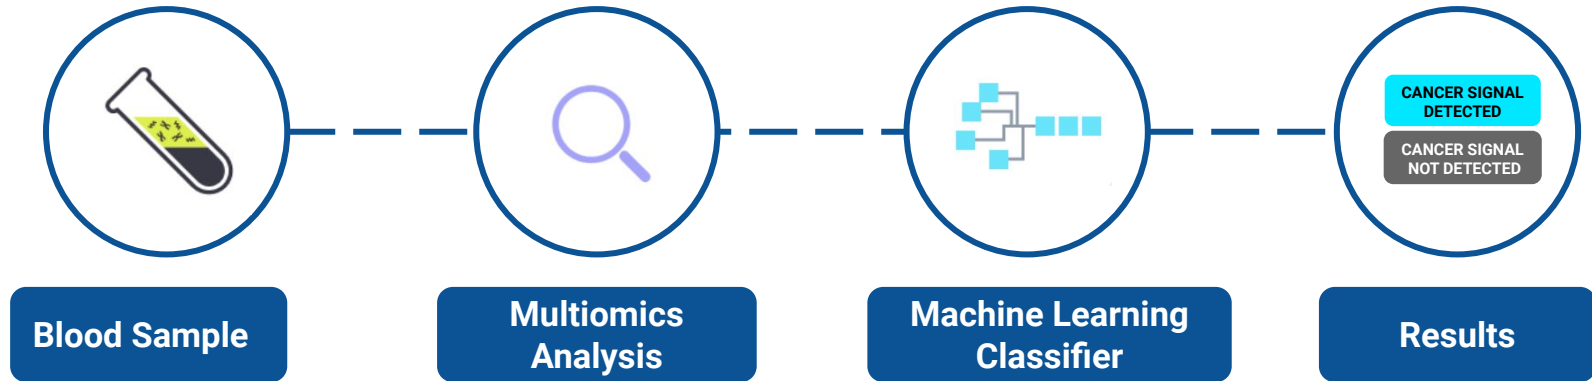 CANCER SIGNAL
DETECTED
CANCER SIGNAL
NOT DETECTED
Blood Sample
Multiomics
Analysis
Machine Learning
Classifier
Results